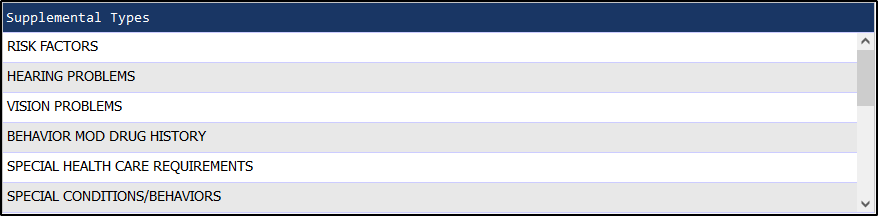 Supplemental Types
RISK FACTORS
HEARING PROBLEMS
VISION PROBLEMS
BEHAVIOR MOD DRUG HISTORY
SPECIAL HEALTH CARE REQUIREMENTS
SPECIAL CONDITIONS/BEHAVIORS